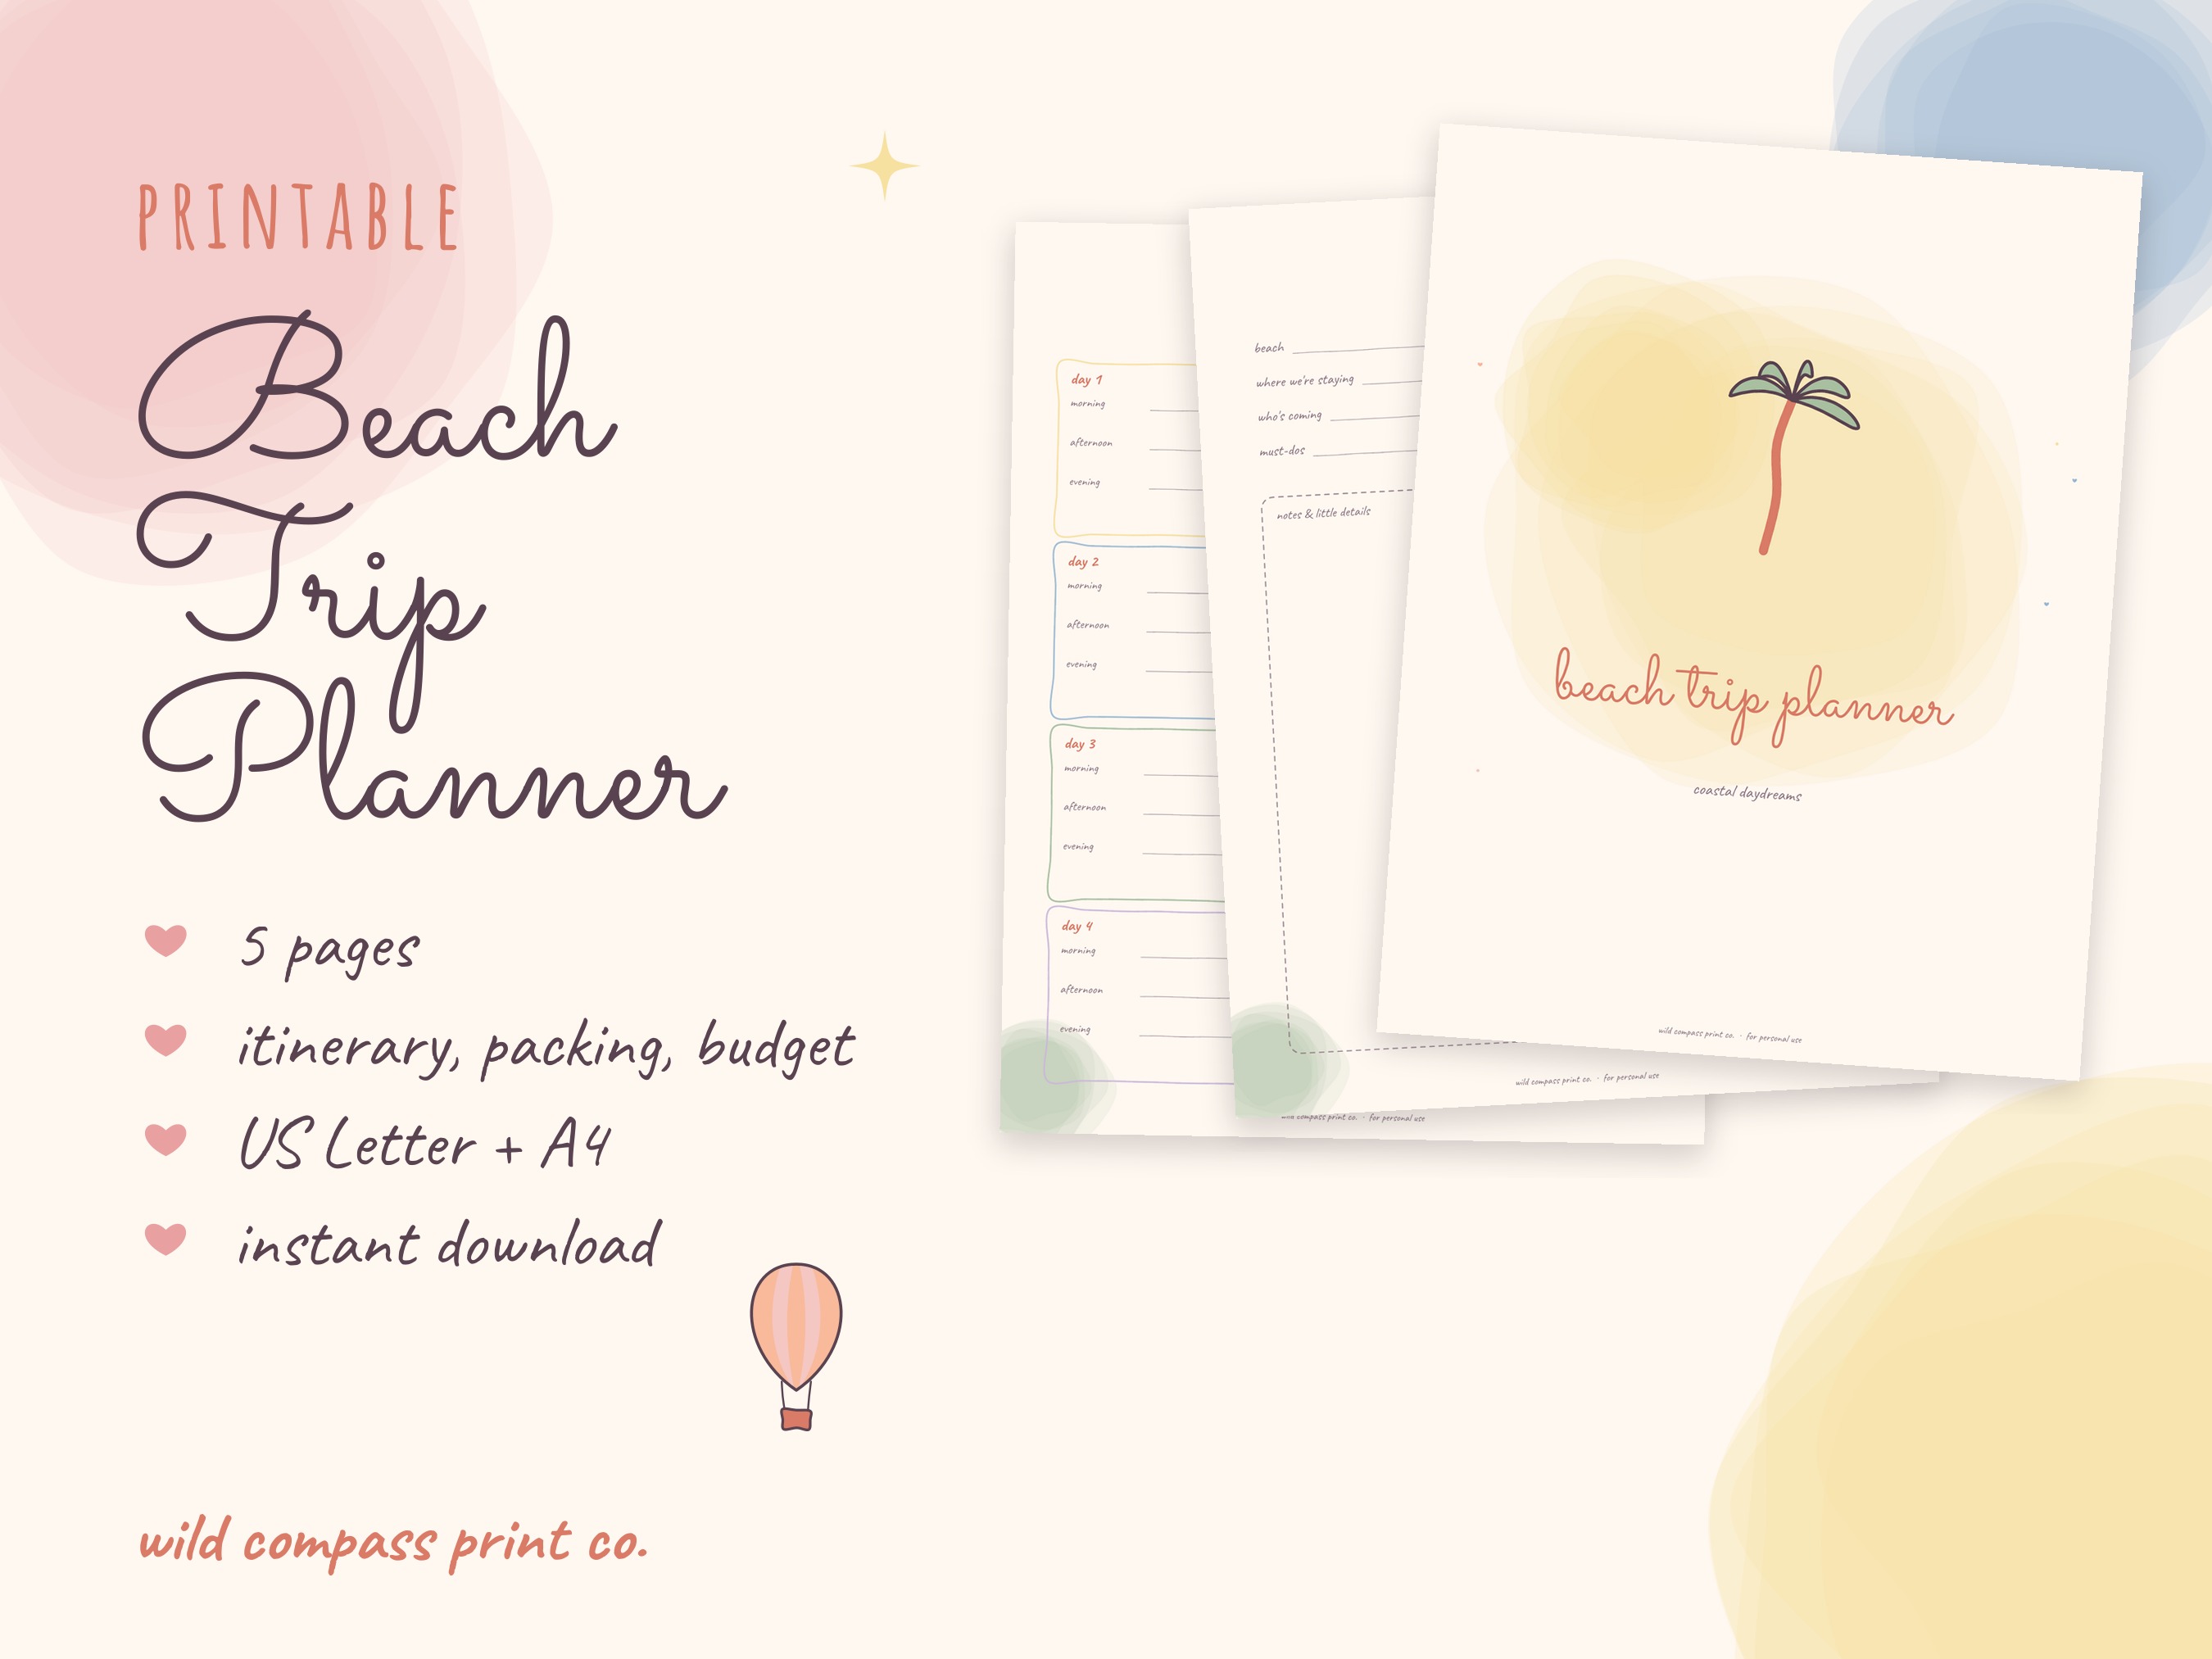 PRINTABLE
Beach
Trip
Planner
5 pages
itinerary, packing, budget
US Letter + A4
instant download
wild compass print co.
day 1
morning
afternoon
evening
day 2
morning
afternoon
evening
day 3
morning
afternoon
evening
day 4
morning
afternoon
evening
wild compass print co. · for personal use
beach
where we're staying
who's coming
must-dos
notes & little details
wild compass print co. · for personal use
beach trip planner
coastal daydreams
wild compass print co. · for personal use